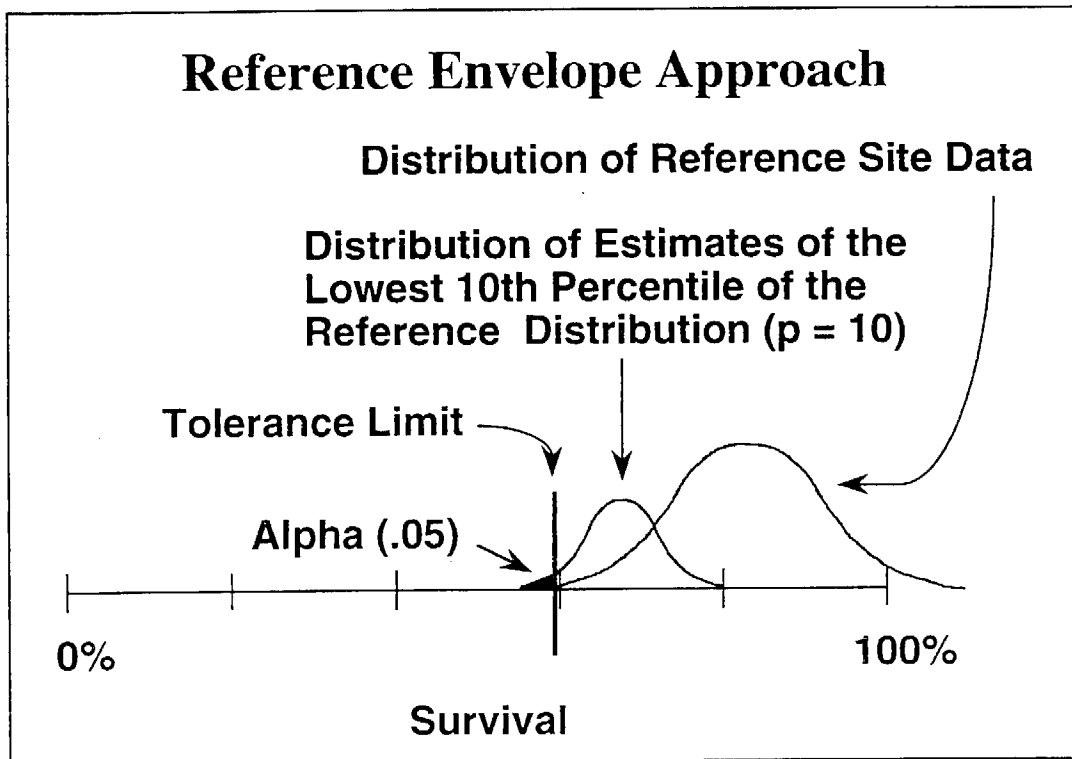 Reference Envelope Approach
Distribution of Reference Site Data
Distribution of Estimates of the
Lowest 10th Percentile of the
Reference Distribution (p = 10)
Tolerance Limit
Alpha (.05)
0%
100%
Survival